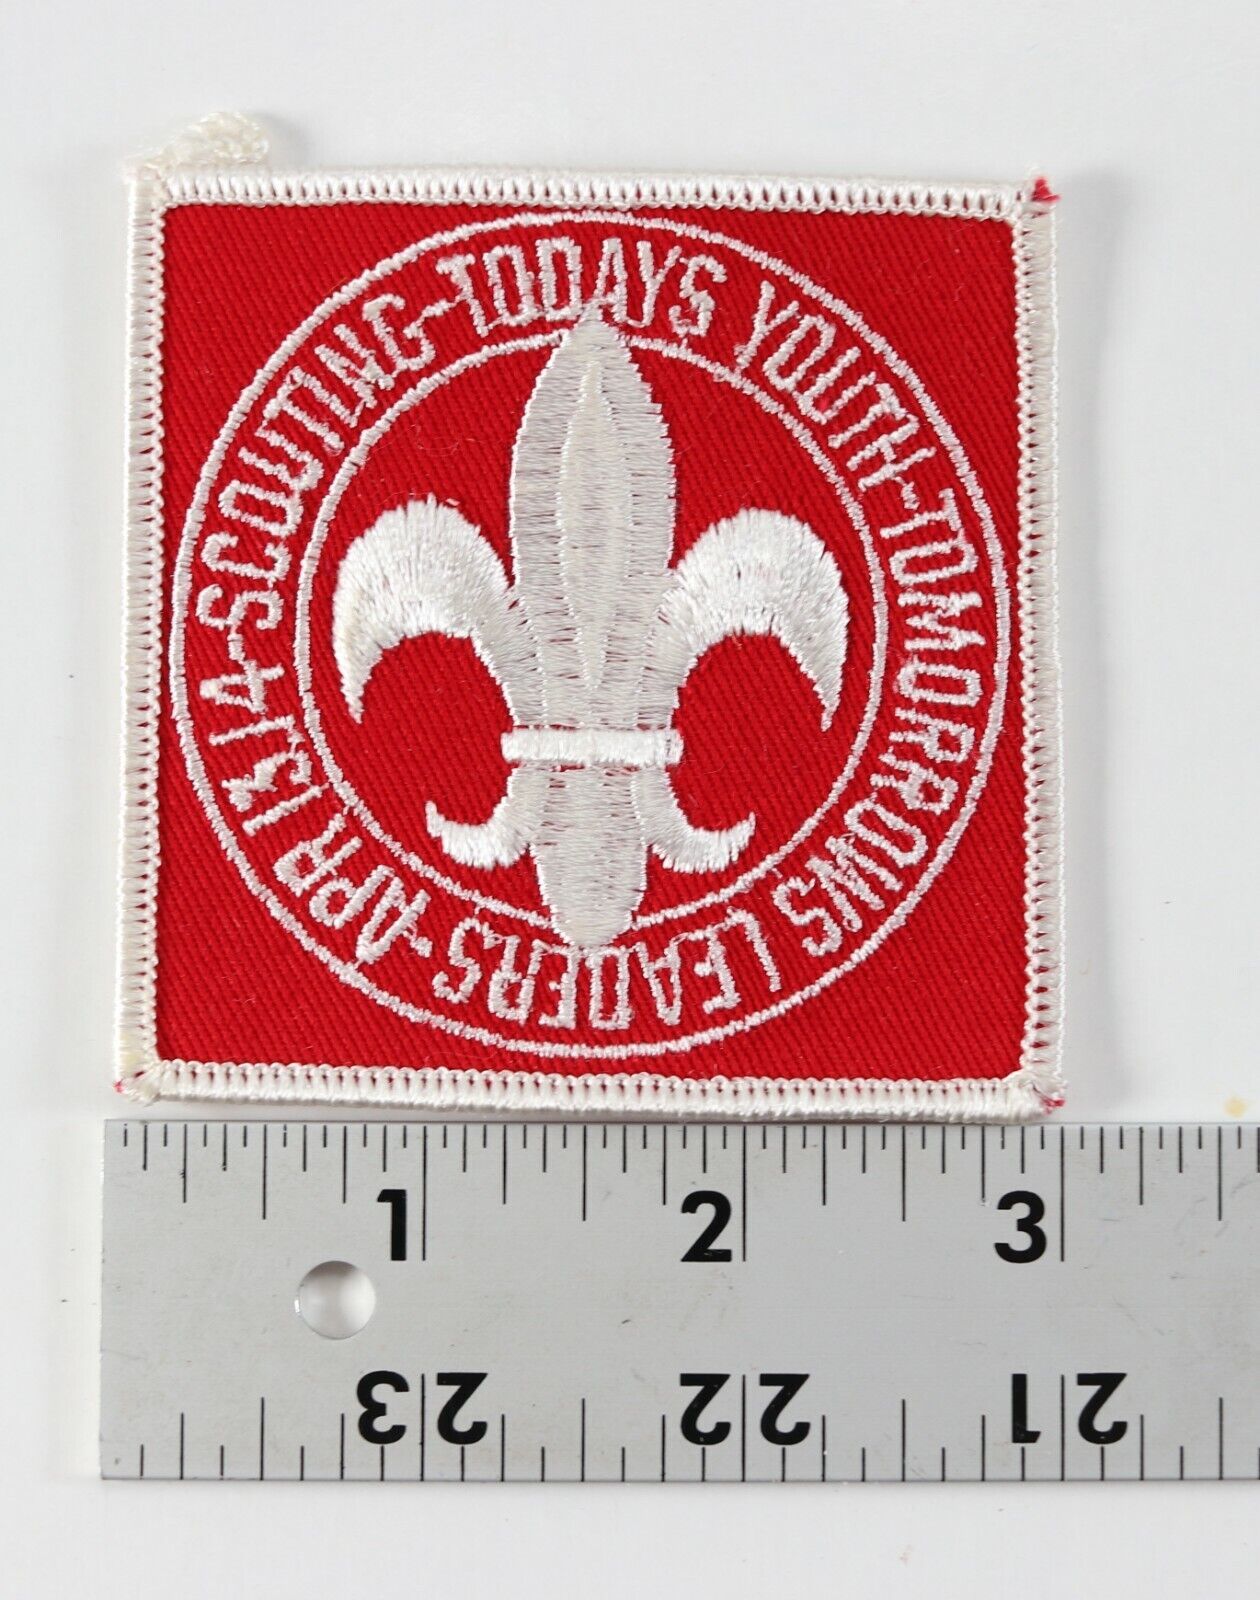 SCOUTING-TODAYS YOUTH-TOMORROWS LEADERS-APR 13,14-
1 2 3
23 22 21